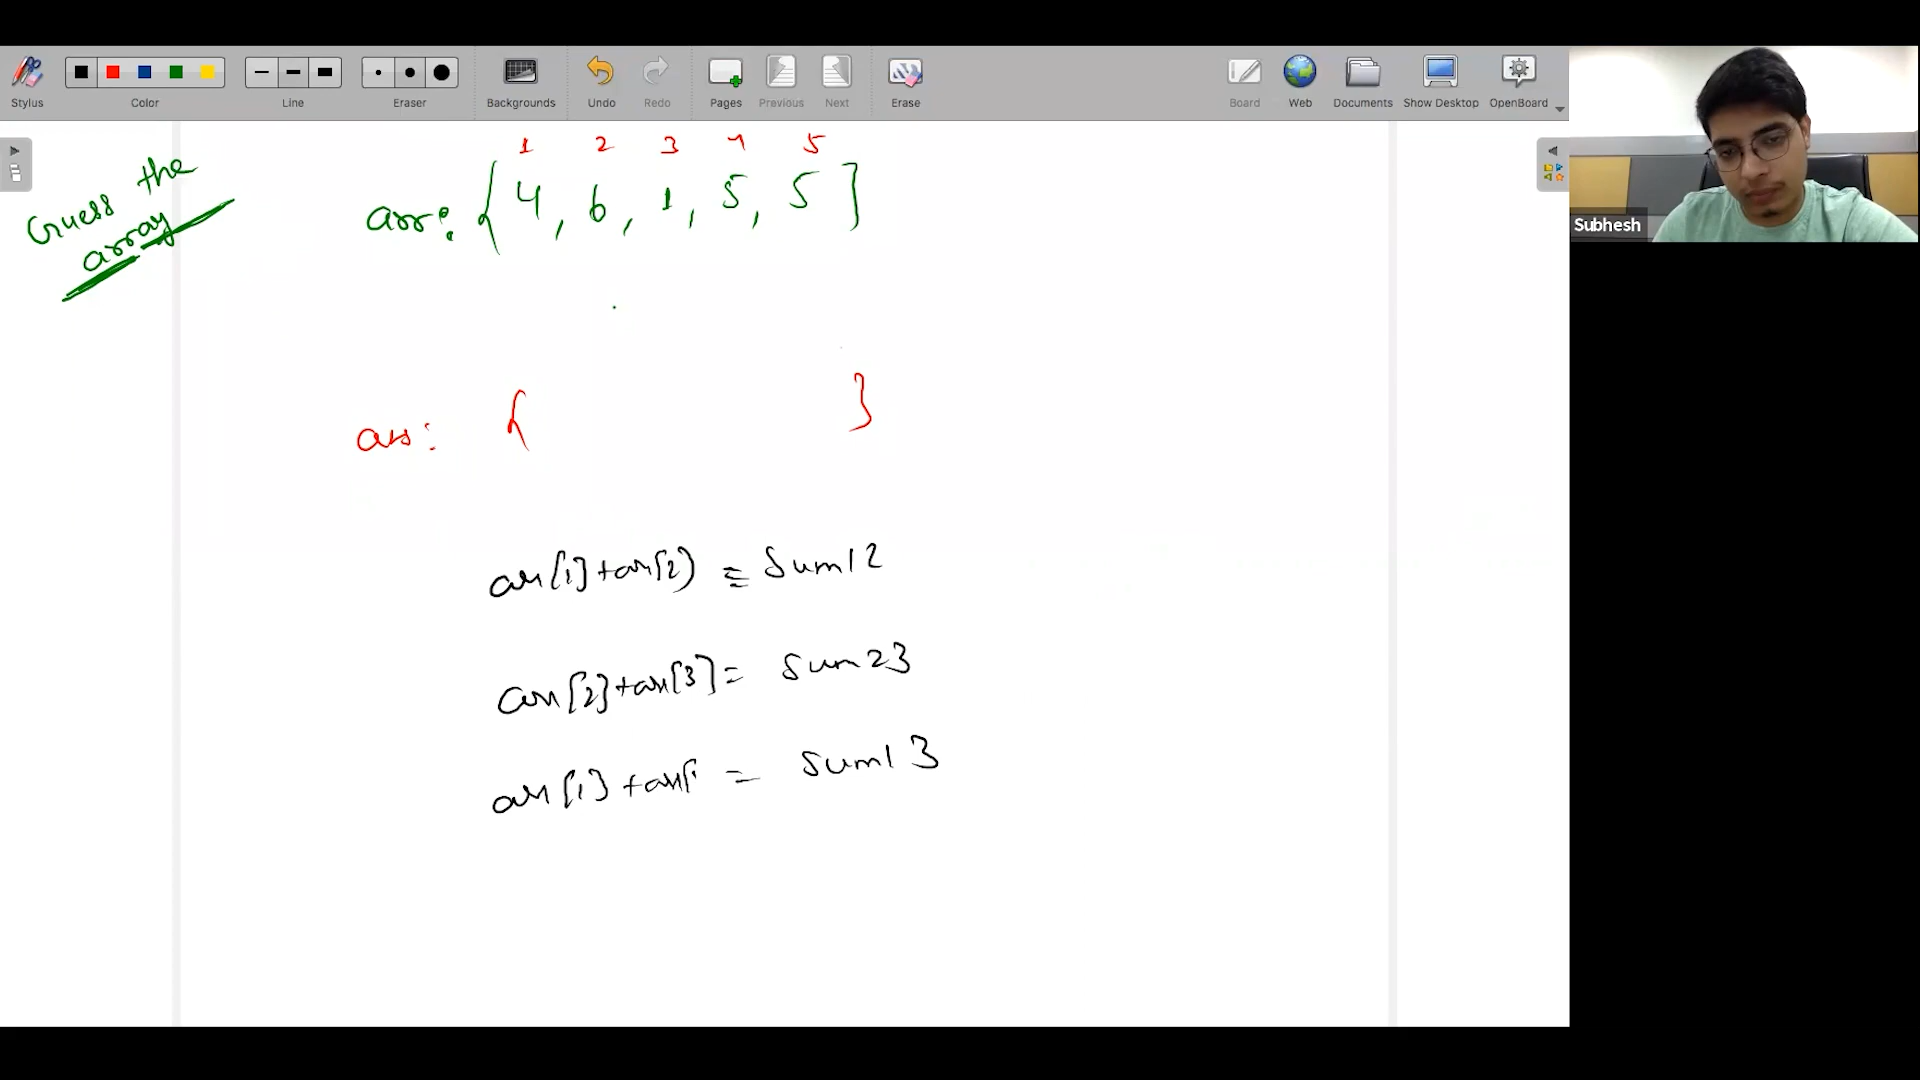 Stylus Color Line Eraser Backgrounds Undo Redo Pages Previous Next Erase Board Web Documents Show Desktop OpenBoard
Subhesh
Guess the
array
1 2 3 4 5
arr: { 4, 6, 1, 5, 5 }
arr: { }
arr[1]+arr[2] = Sum12
arr[2]+arr[3] = Sum23
arr[1]+arr[ = Sum13